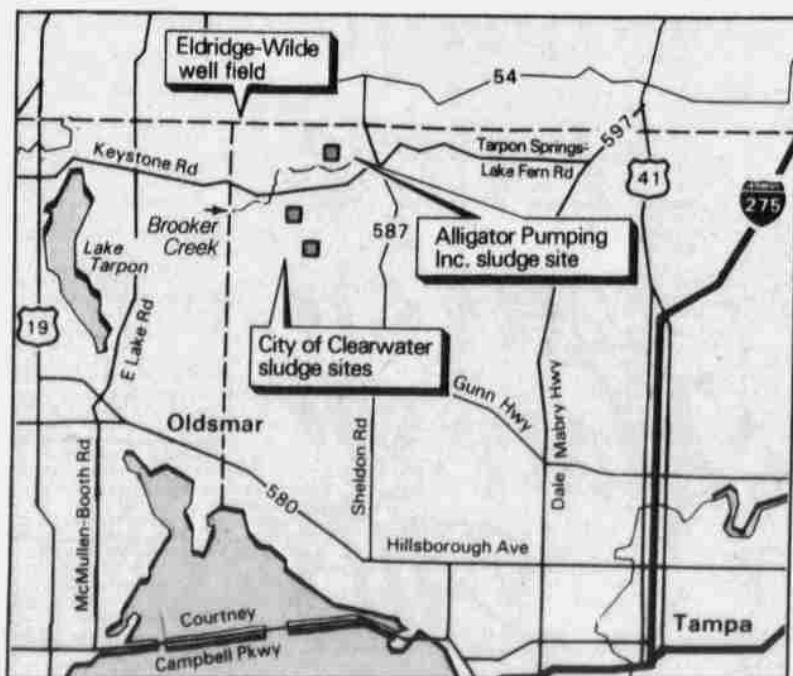 Eldridge-Wilde
well field
54
Keystone Rd
Tarpon Springs-
Lake Fern Rd
597
41
275
Brooker
Creek
587
Alligator Pumping
Inc. sludge site
Lake
Tarpon
19
E Lake Rd
City of Clearwater
sludge sites
Gunn Hwy
Dale Mabry Hwy
Oldsmar
McMullen-Booth Rd
580
Sheldon Rd
Hillsborough Ave
Courtney
Campbell Pkwy
Tampa